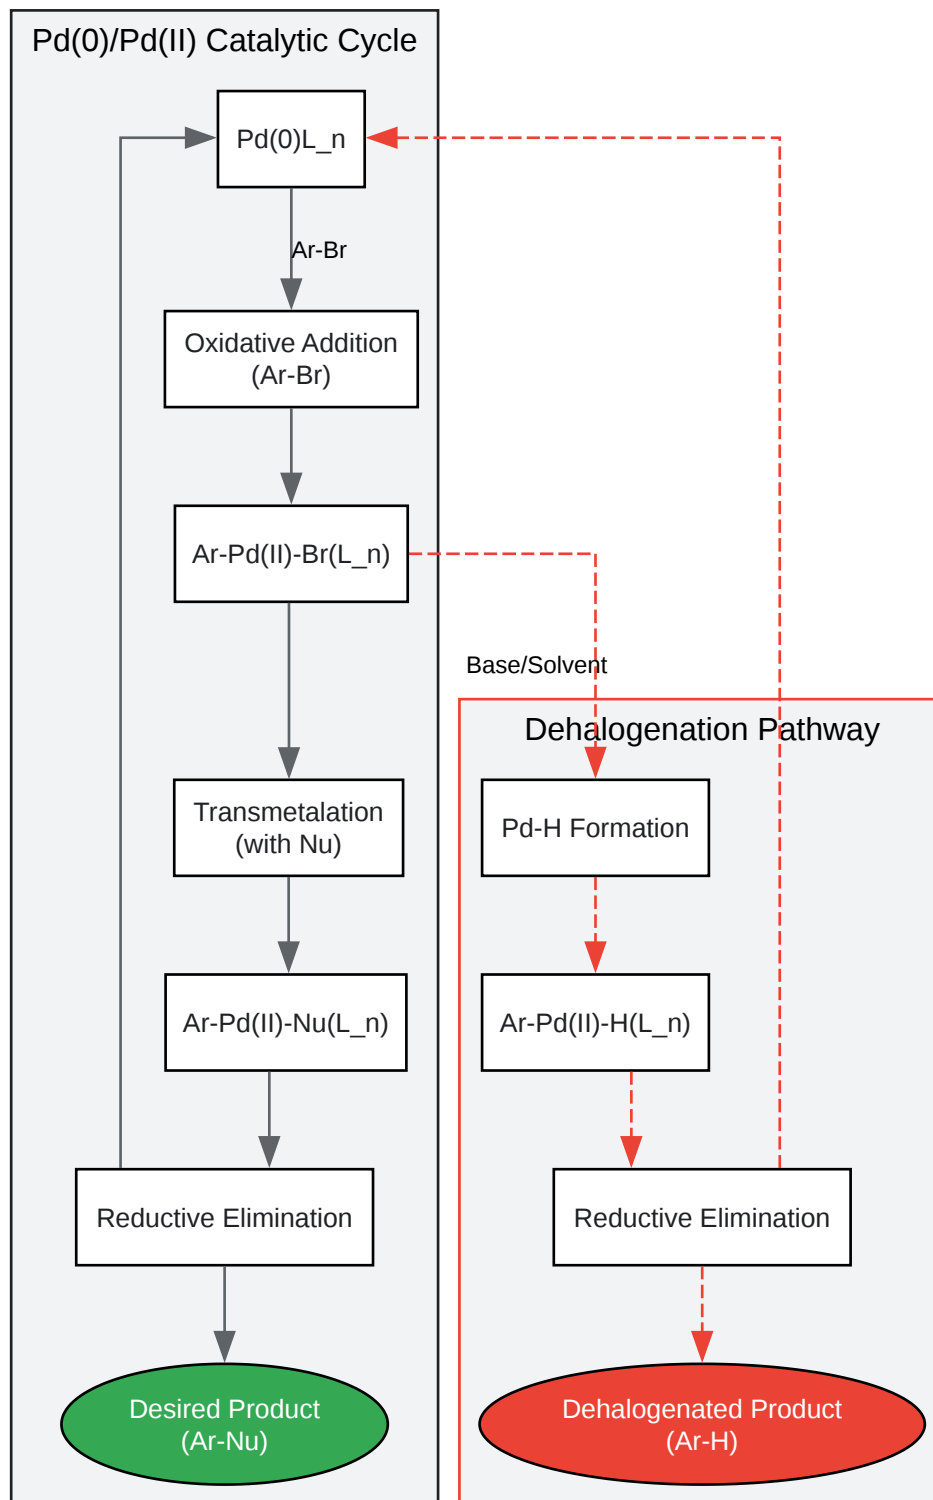 Pd(0)/Pd(II) Catalytic Cycle
Pd(0)L_n
Ar-Br
Oxidative Addition
(Ar-Br)
Ar-Pd(II)-Br(L_n)
Transmetalation
(with Nu)
Ar-Pd(II)-Nu(L_n)
Reductive Elimination
Desired Product
(Ar-Nu)
Base/Solvent
Dehalogenation Pathway
Pd-H Formation
Ar-Pd(II)-H(L_n)
Reductive Elimination
Dehalogenated Product
(Ar-H)